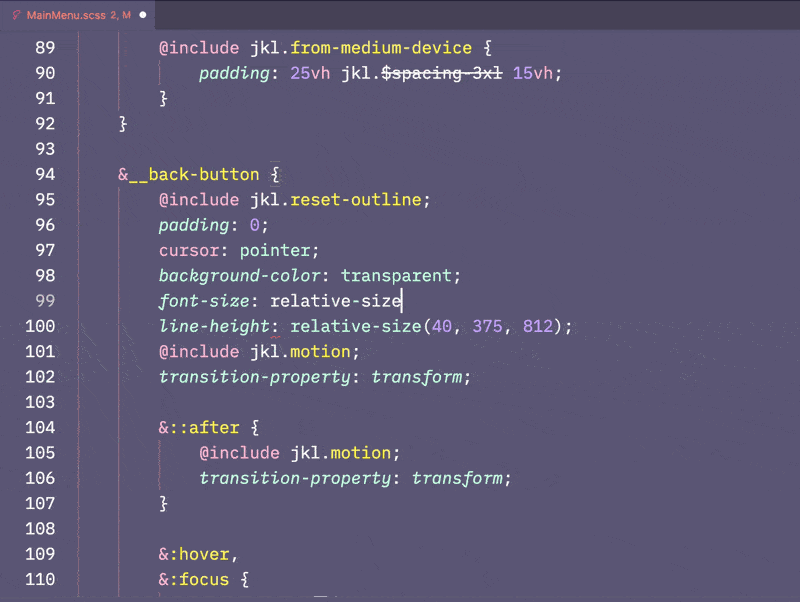 MainMenu.scss 2, M
89 @include jkl.from-medium-device {
90 padding: 25vh jkl.$spacing-3xl 15vh;
91 }
92 }
93
94 &__back-button {
95 @include jkl.reset-outline;
96 padding: 0;
97 cursor: pointer;
98 background-color: transparent;
99 font-size: relative-size
100 line-height: relative-size(40, 375, 812);
101 @include jkl.motion;
102 transition-property: transform;
103
104 &::after {
105 @include jkl.motion;
106 transition-property: transform;
107 }
108
109 &:hover,
110 &:focus {